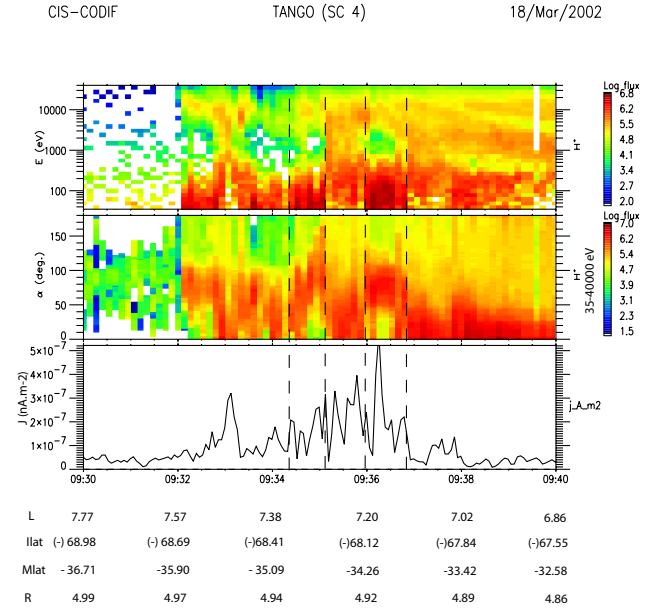 CIS-CODIF TANGO (SC 4) 18/Mar/2002
Log flux
10000
1000
100
E (eV)
6.8
6.2
5.5
4.8
4.1
3.4
2.7
2.0
H+
Log flux
150
100
50
0
α (deg.)
7.0
6.2
5.4
4.7
3.9
3.1
2.3
1.5
H+
35-40000 eV
5×10⁻⁷
4×10⁻⁷
3×10⁻⁷
2×10⁻⁷
1×10⁻⁷
0
J (nA.m-2)
j_A_m2
09:30 09:32 09:34 09:36 09:38 09:40
L 7.77 7.57 7.38 7.20 7.02 6.86
Ilat (-) 68.98 (-) 68.69 (-)68.41 (-)68.12 (-)67.84 (-)67.55
Mlat - 36.71 -35.90 - 35.09 -34.26 -33.42 -32.58
R 4.99 4.97 4.94 4.92 4.89 4.86